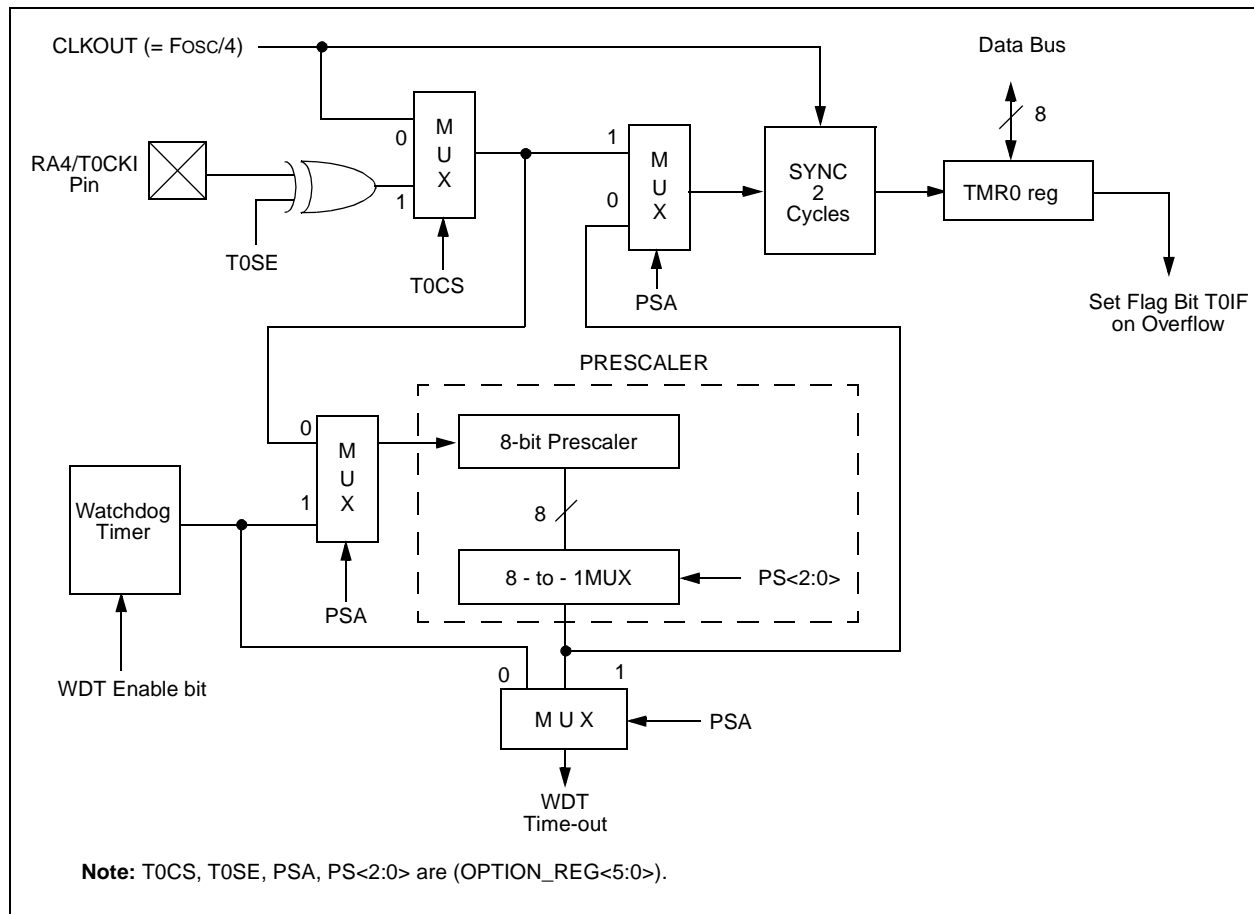 CLKOUT (= FOSC/4)
Data Bus
8
M
U
X
0
1
RA4/T0CKI
Pin
T0SE
T0CS
1
0
M
U
X
PSA
SYNC
2
Cycles
TMR0 reg
Set Flag Bit T0IF
on Overflow
PRESCALER
0
1
M
U
X
8-bit Prescaler
Watchdog
Timer
8
8 - to - 1MUX
PS<2:0>
PSA
WDT Enable bit
0
1
M U X
PSA
WDT
Time-out
Note: T0CS, T0SE, PSA, PS<2:0> are (OPTION_REG<5:0>).